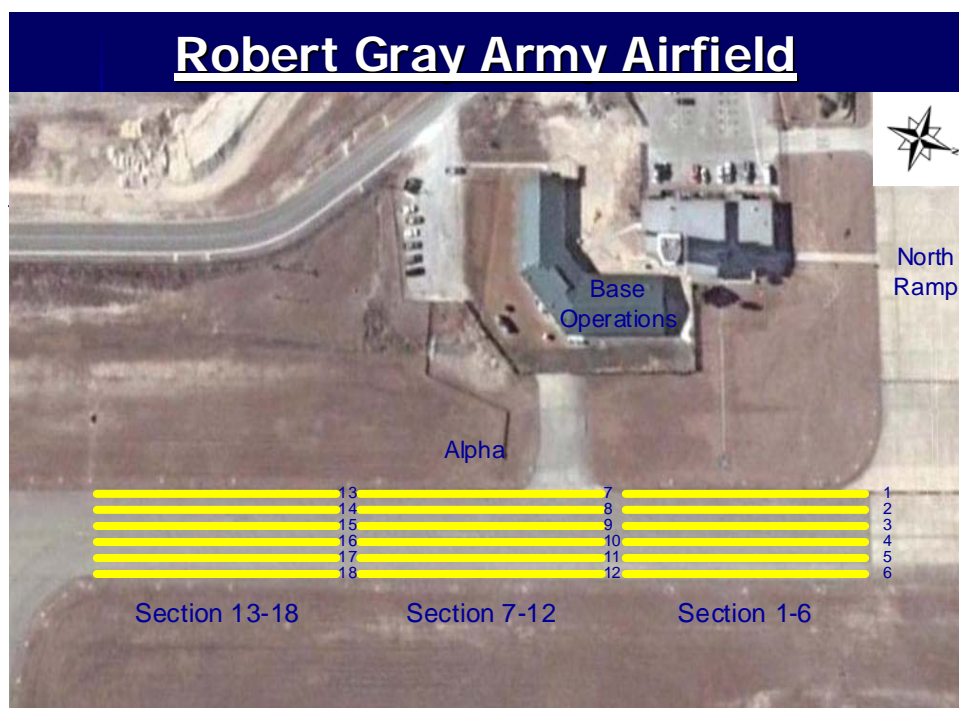 Robert Gray Army Airfield
North
Ramp
Base
Operations
Alpha
13 7 1
14 8 2
15 9 3
16 10 4
17 11 5
18 12 6
Section 13-18 Section 7-12 Section 1-6